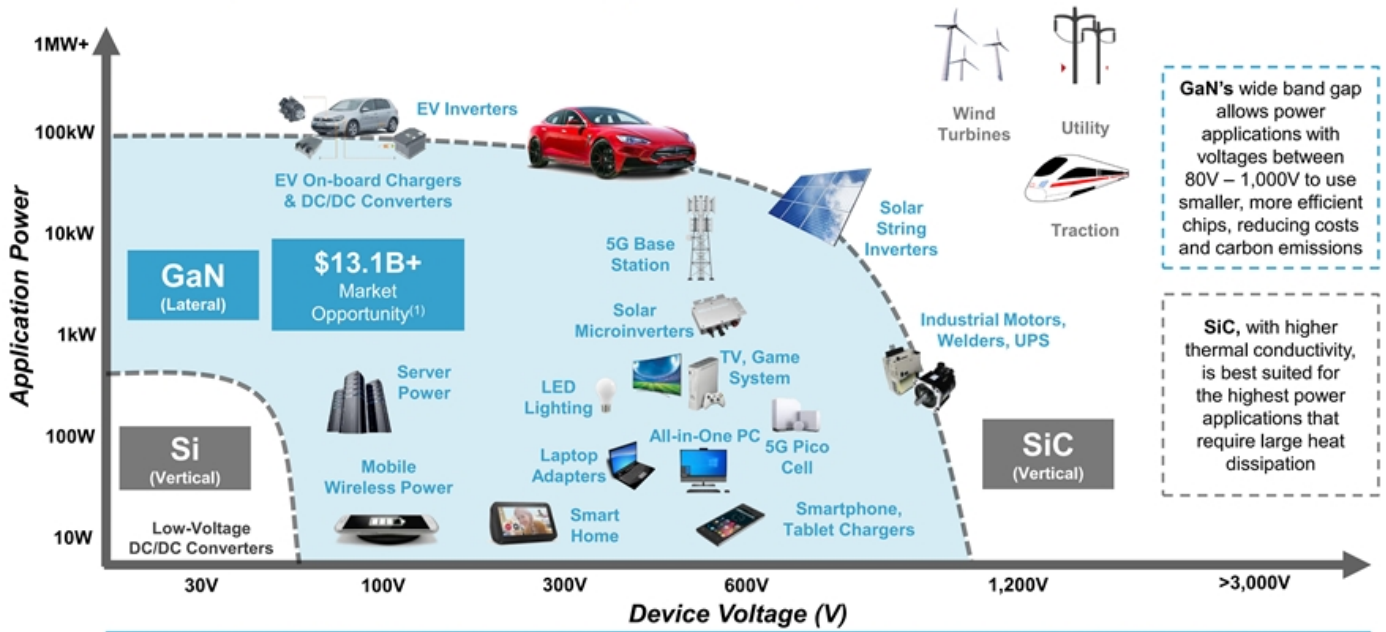 1MW+
100kW
10kW
1kW
100W
10W
Application Power
EV Inverters
EV On-board Chargers
& DC/DC Converters
GaN
(Lateral)
$13.1B+
Market
Opportunity(1)
5G Base
Station
Solar
Microinverters
Solar
String
Inverters
Wind
Turbines
Utility
Traction
Server
Power
LED
Lighting
TV, Game
System
Industrial Motors,
Welders, UPS
Si
(Vertical)
Low-Voltage
DC/DC Converters
Mobile
Wireless Power
Laptop
Adapters
All-in-One PC
5G Pico
Cell
Smart
Home
Smartphone,
Tablet Chargers
SiC
(Vertical)
GaN's wide band gap
allows power
applications with
voltages between
80V – 1,000V to use
smaller, more efficient
chips, reducing costs
and carbon emissions
SiC, with higher
thermal conductivity,
is best suited for
the highest power
applications that
require large heat
dissipation
30V
100V
300V
600V
1,200V
>3,000V
Device Voltage (V)